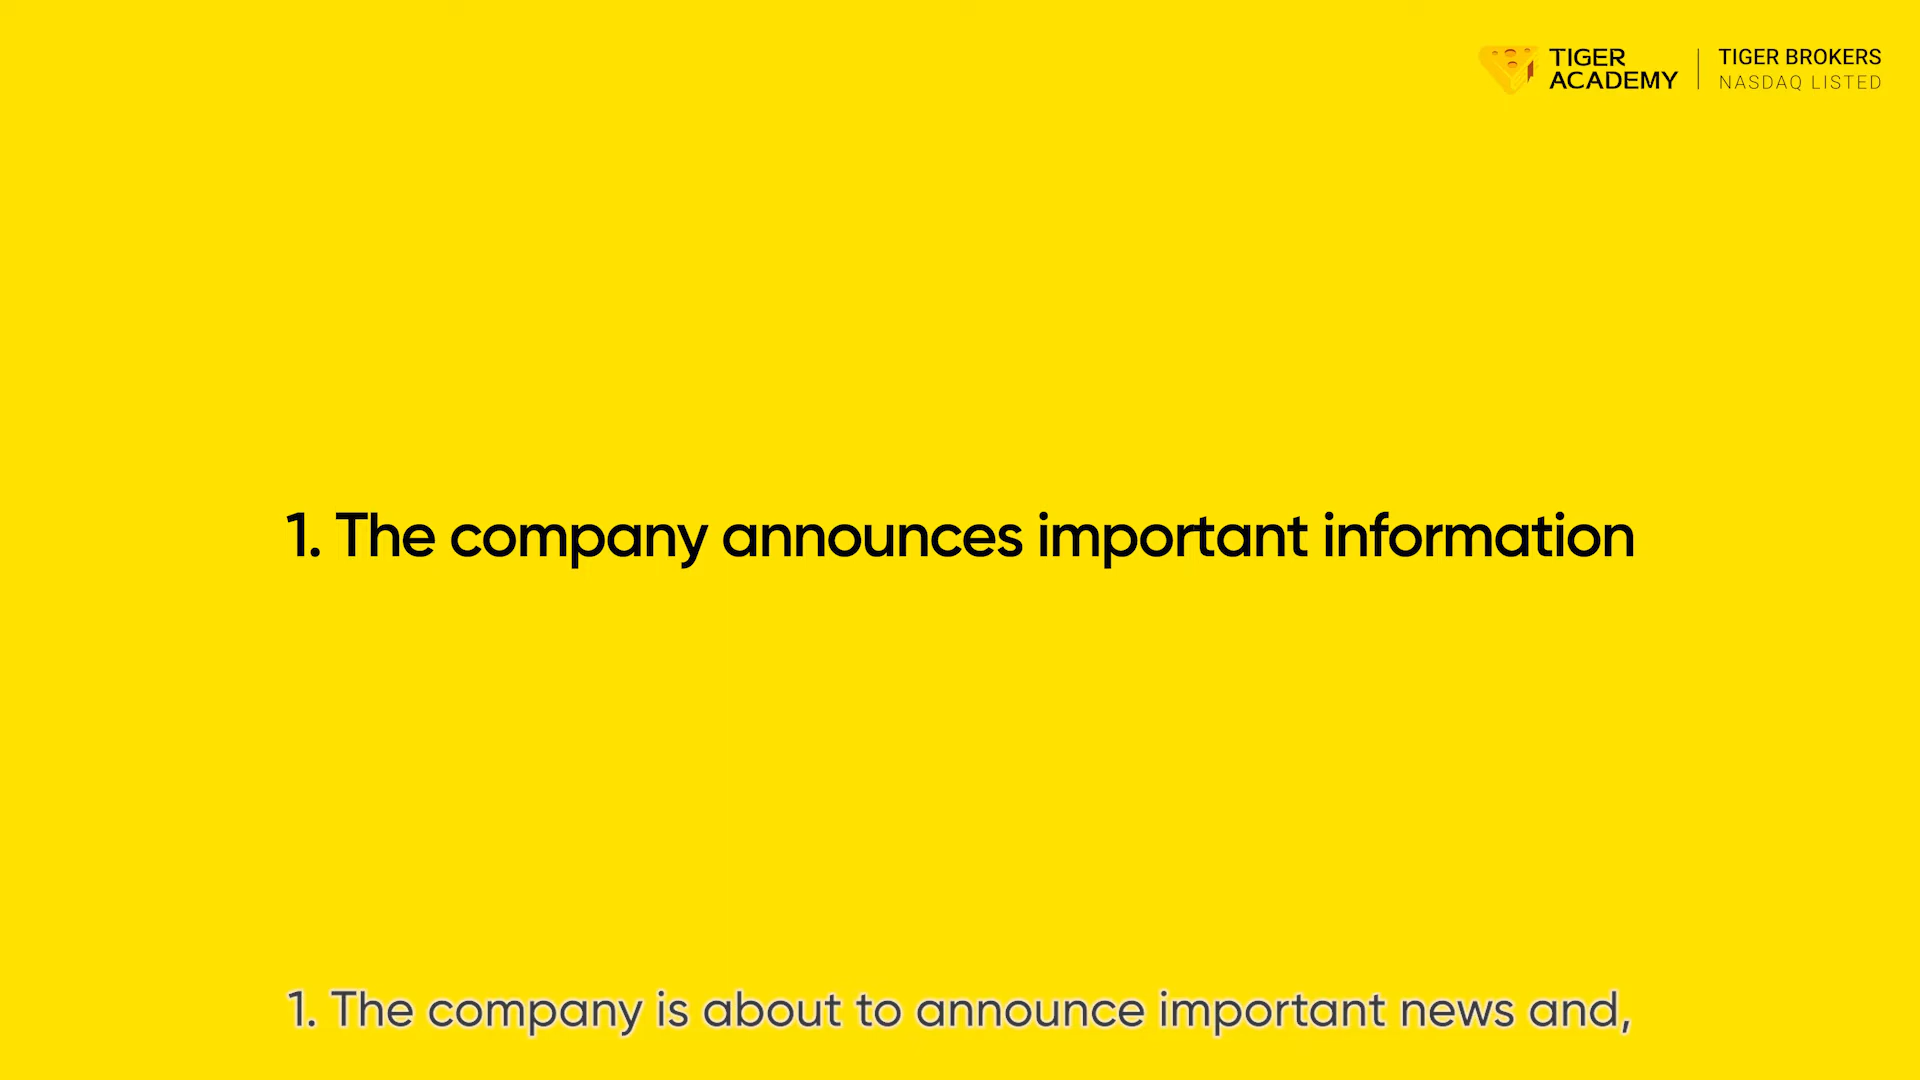 TIGER
ACADEMY
TIGER BROKERS
NASDAQ LISTED
1. The company announces important information
1. The company is about to announce important news and,